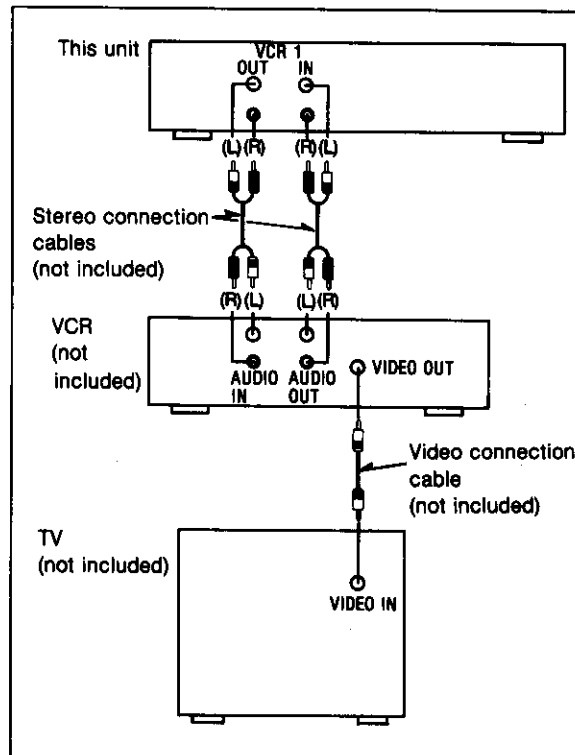 This unit
VCR 1
OUT IN
(L) (R) (R) (L)
Stereo connection
cables
(not included)
(R) (L) (L) (R)
VCR
(not
included)
AUDIO
IN
AUDIO
OUT
VIDEO OUT
Video connection
cable
(not included)
TV
(not included)
VIDEO IN